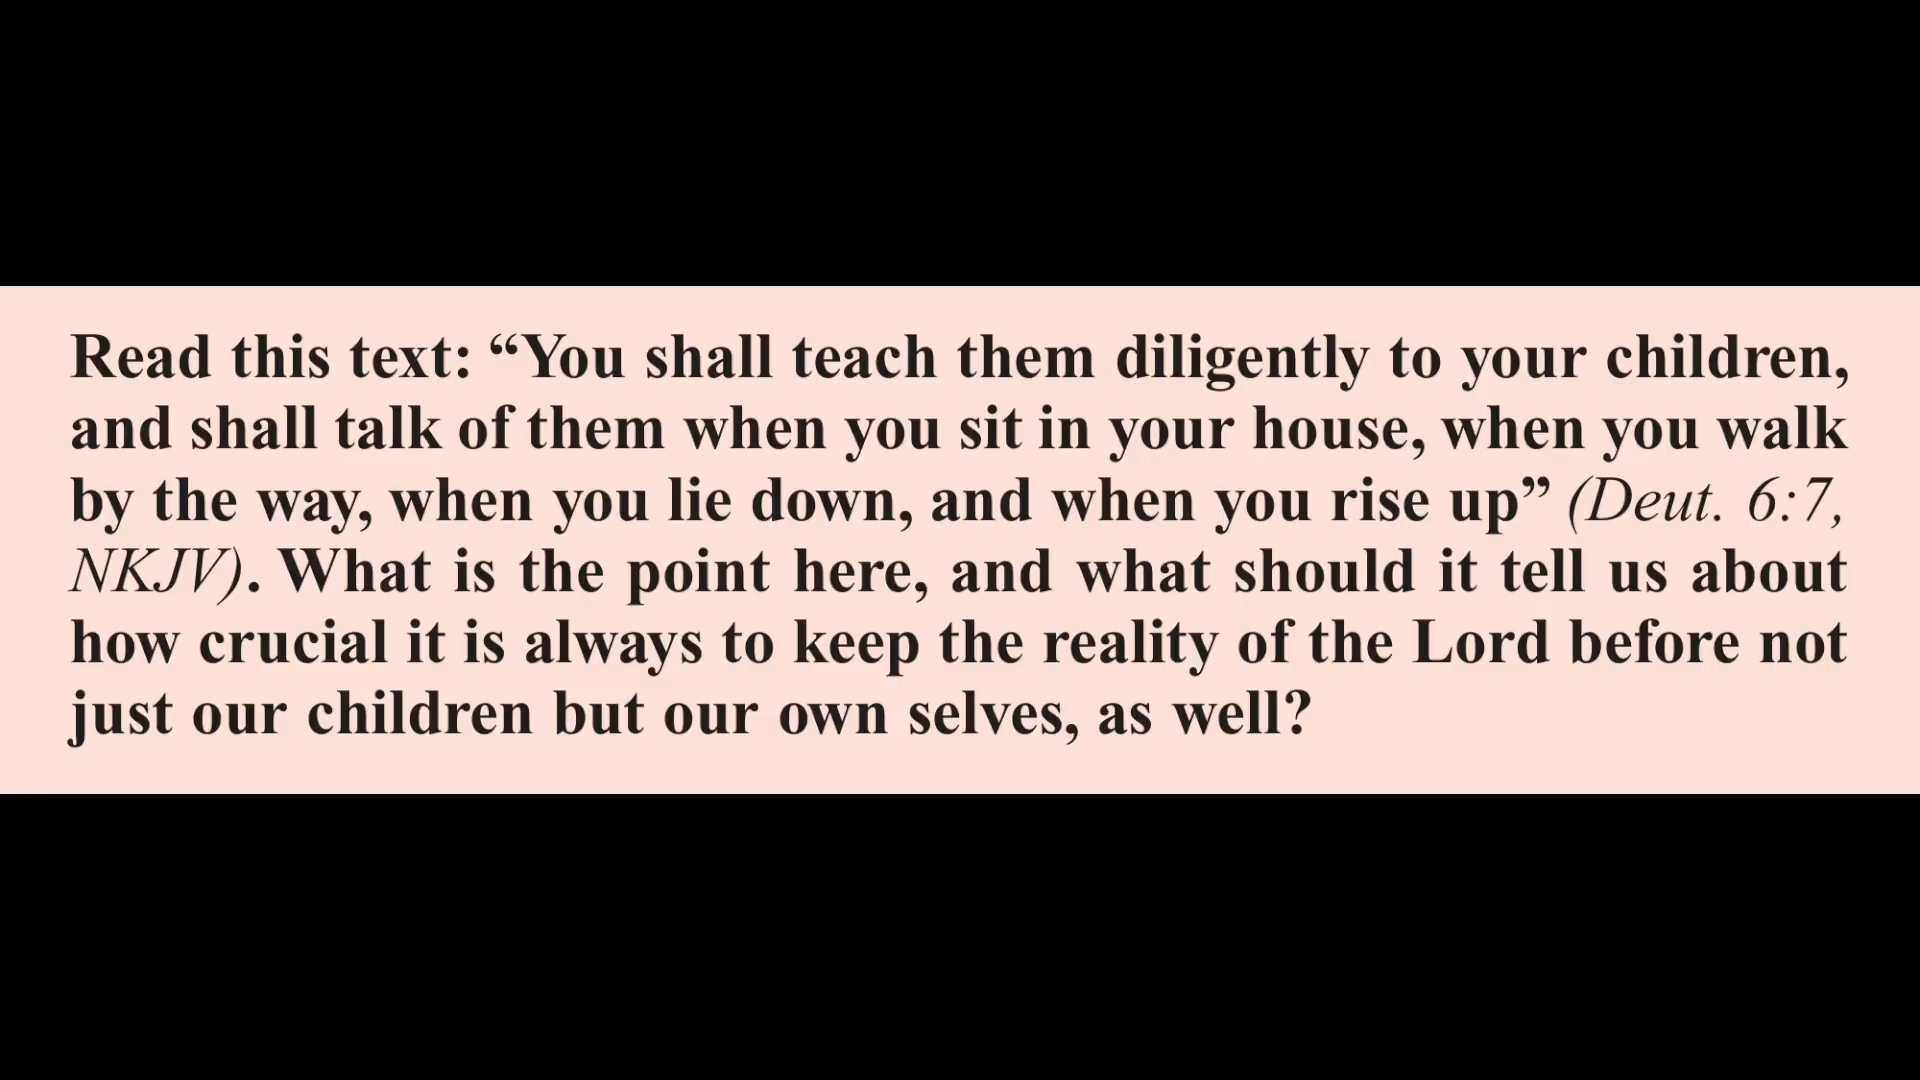 Read this text: “You shall teach them diligently to your children,
and shall talk of them when you sit in your house, when you walk
by the way, when you lie down, and when you rise up” (Deut. 6:7,
NKJV). What is the point here, and what should it tell us about
how crucial it is always to keep the reality of the Lord before not
just our children but our own selves, as well?